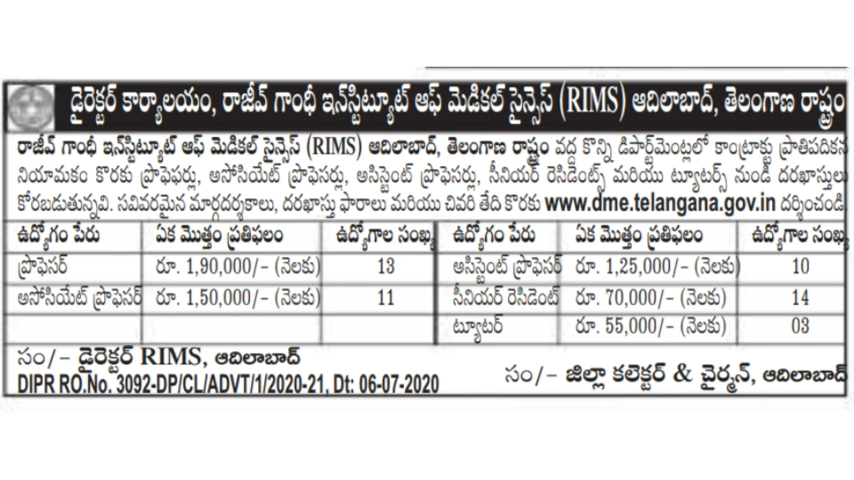 డైరెక్టర్ కార్యాలయం, రాజీవ్ గాంధీ ఇన్‌స్టిట్యూట్ ఆఫ్ మెడికల్ సైన్సెస్ (RIMS) ఆదిలాబాద్, తెలంగాణ రాష్ట్రం
రాజీవ్ గాంధీ ఇన్‌స్టిట్యూట్ ఆఫ్ మెడికల్ సైన్సెస్ (RIMS) ఆదిలాబాద్, తెలంగాణ రాష్ట్రం వద్ద కొన్ని డిపార్ట్‌మెంట్లలో కాంట్రాక్టు ప్రాతిపదికన
నియామకం కొరకు ప్రొఫెఫర్లు, అసోసియేట్ ప్రొఫెసర్లు, అసిస్టెంట్ ప్రొఫెసర్లు, సీనియర్ రెసిడెంట్స్ మరియు ట్యూటర్స్ నుండి దరఖాస్తులు
కోరబడుతున్నవి. సవివరమైన మార్గదర్శకాలు, దరఖాస్తు ఫారాలు మరియు చివరి తేది కొరకు www.dme.telangana.gov.in దర్శించండి.
ఉద్యోగం పేరు ఏక మొత్తం ప్రతిఫలం ఉద్యోగాల సంఖ్య ఉద్యోగం పేరు ఏక మొత్తం ప్రతిఫలం ఉద్యోగాల సంఖ్య
ప్రొఫెసర్ రూ. 1,90,000/- (నెలకు) 13 అసిస్టెంట్ ప్రొఫెసర్ రూ. 1,25,000/- (నెలకు) 10
అసోసియేట్ ప్రొఫెసర్ రూ. 1,50,000/- (నెలకు) 11 సీనియర్ రెసిడెంట్ రూ. 70,000/- (నెలకు) 14
ట్యూటర్ రూ. 55,000/- (నెలకు) 03
సం/- డైరెక్టర్ RIMS, ఆదిలాబాద్
DIPR RO.No. 3092-DP/CL/ADVT/1/2020-21, Dt: 06-07-2020
సం/- జిల్లా కలెక్టర్ & చైర్మన్, ఆదిలాబాద్